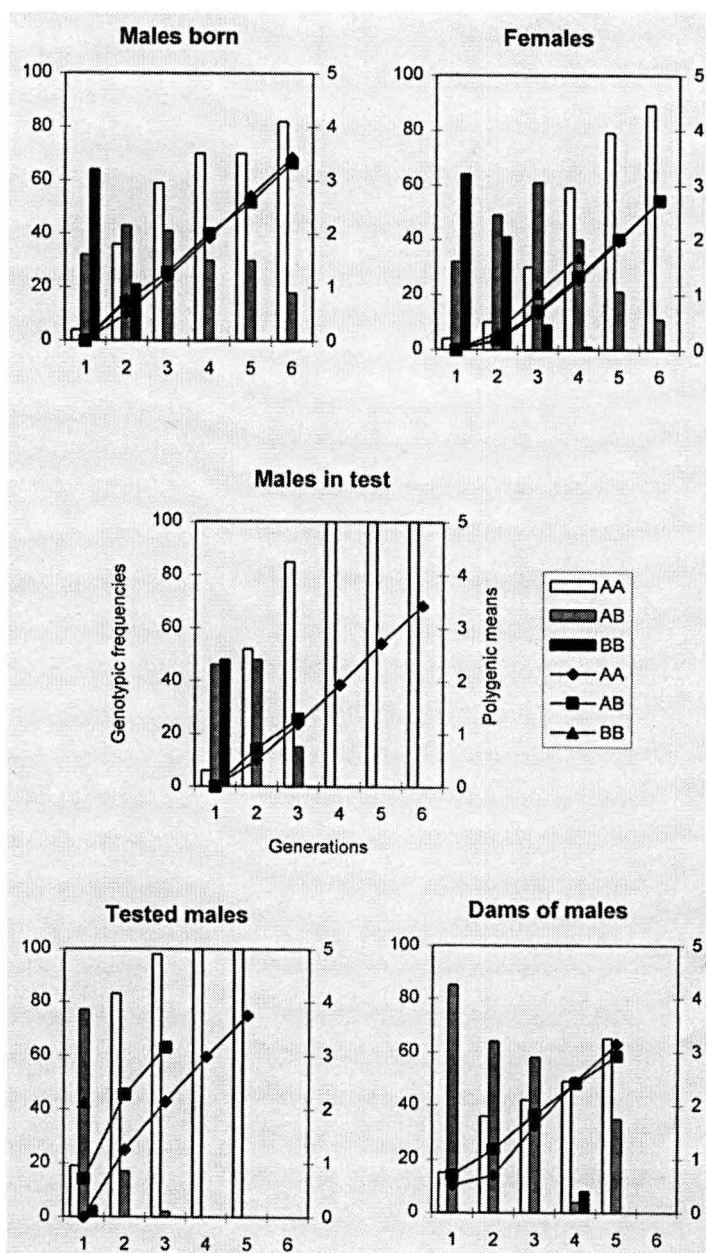 Males born
100 80 60 40 20 0
5 4 3 2 1 0
1 2 3 4 5 6
Females
100 80 60 40 20 0
5 4 3 2 1 0
1 2 3 4 5 6
Males in test
Genotypic frequencies
100 80 60 40 20 0
Polygenic means
5 4 3 2 1 0
1 2 3 4 5 6
Generations
AA
AB
BB
AA
AB
BB
Tested males
100 80 60 40 20 0
5 4 3 2 1 0
1 2 3 4 5 6
Dams of males
100 80 60 40 20 0
5 4 3 2 1 0
1 2 3 4 5 6